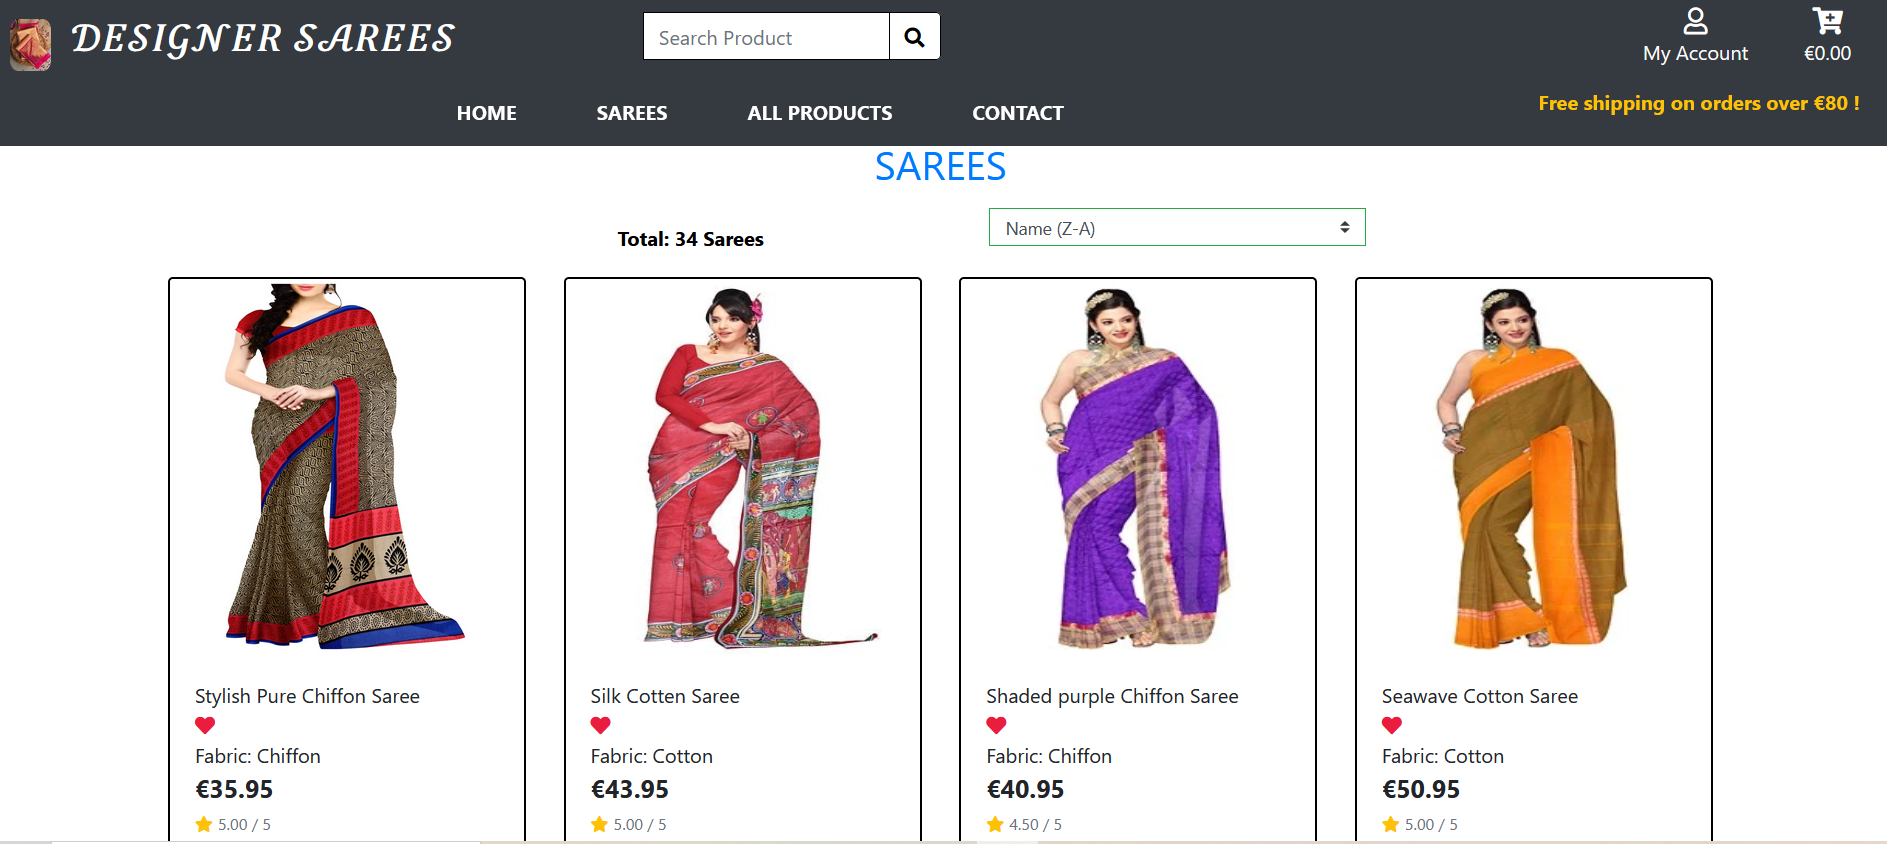 DESIGNER SAREES
Search Product
My Account
€0.00
HOME
SAREES
ALL PRODUCTS
CONTACT
Free shipping on orders over €80 !
SAREES
Total: 34 Sarees
Name (Z-A)
Stylish Pure Chiffon Saree
Fabric: Chiffon
€35.95
5.00 / 5
Silk Cotten Saree
Fabric: Cotton
€43.95
5.00 / 5
Shaded purple Chiffon Saree
Fabric: Chiffon
€40.95
4.50 / 5
Seawave Cotton Saree
Fabric: Cotton
€50.95
5.00 / 5